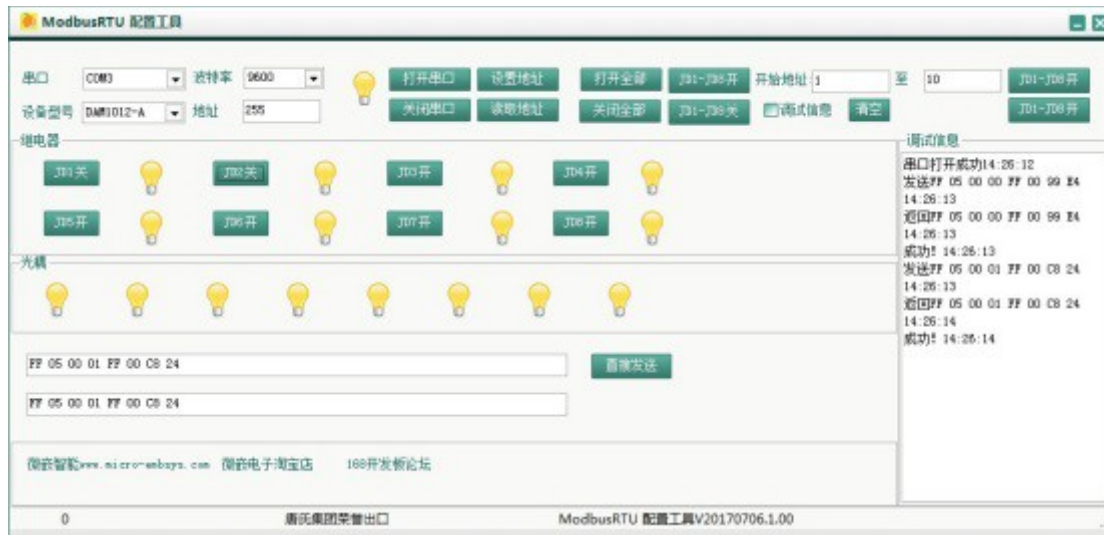 ModbusRTU 配置工具
串口 COM3 波特率 9600 打开串口 设置地址 打开全部 JD1-JD8开 开始地址: 1 至 10 JD1-JD8开
设备型号 DAM1012-A 地址 255 关闭串口 读取地址 关闭全部 JD1-JD8关 调试信息 清空 JD1-JD8开
继电器
JD1关 JD2关 JD3开 JD4开
JD5开 JD6开 JD7开 JD8开
光耦
FF 05 00 01 FF 00 C8 24 直接发送
FF 05 00 01 FF 00 C8 24
微嵌智能www.micro-embsys.com 微嵌电子淘宝店 168开发板论坛
调试信息
串口打开成功14:26:12
发送FF 05 00 00 FF 00 99 E4
14:26:13
返回FF 05 00 00 FF 00 99 E4
14:26:13
成功! 14:26:13
发送FF 05 00 01 FF 00 C8 24
14:26:13
返回FF 05 00 01 FF 00 C8 24
14:26:14
成功! 14:26:14
0 唐氏集团荣誉出口 ModbusRTU 配置工具V20170706.1.00